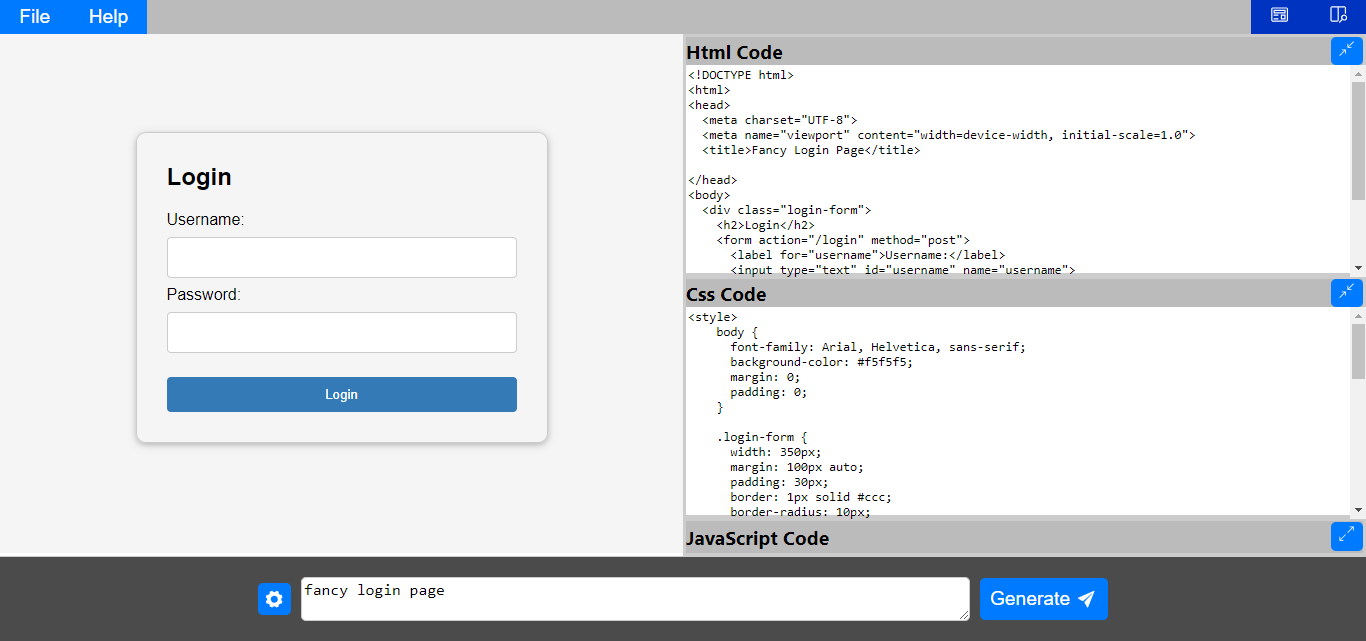 File Help
Login
Username:
Password:
Login
Html Code
<!DOCTYPE html>
<html>
<head>
  <meta charset="UTF-8">
  <meta name="viewport" content="width=device-width, initial-scale=1.0">
  <title>Fancy Login Page</title>
</head>
<body>
  <div class="login-form">
    <h2>Login</h2>
    <form action="/login" method="post">
      <label for="username">Username:</label>
      <input type="text" id="username" name="username">
Css Code
<style>
    body {
      font-family: Arial, Helvetica, sans-serif;
      background-color: #f5f5f5;
      margin: 0;
      padding: 0;
    }
    .login-form {
      width: 350px;
      margin: 100px auto;
      padding: 30px;
      border: 1px solid #ccc;
      border-radius: 10px;
JavaScript Code
fancy login page
Generate